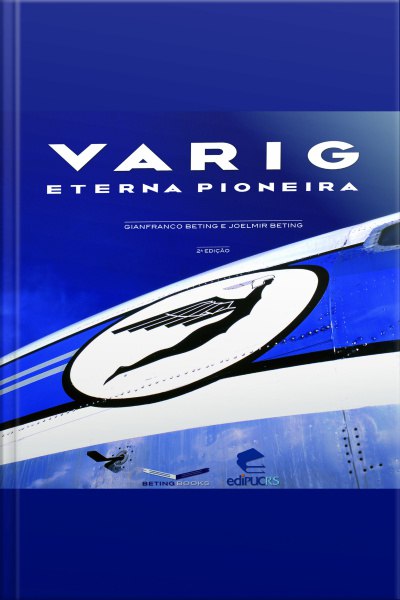 VARIG
ETERNA PIONEIRA
GIANFRANCO BETING E JOELMIR BETING
2ª EDIÇÃO
BETINGBOOKS
ediPUCRS